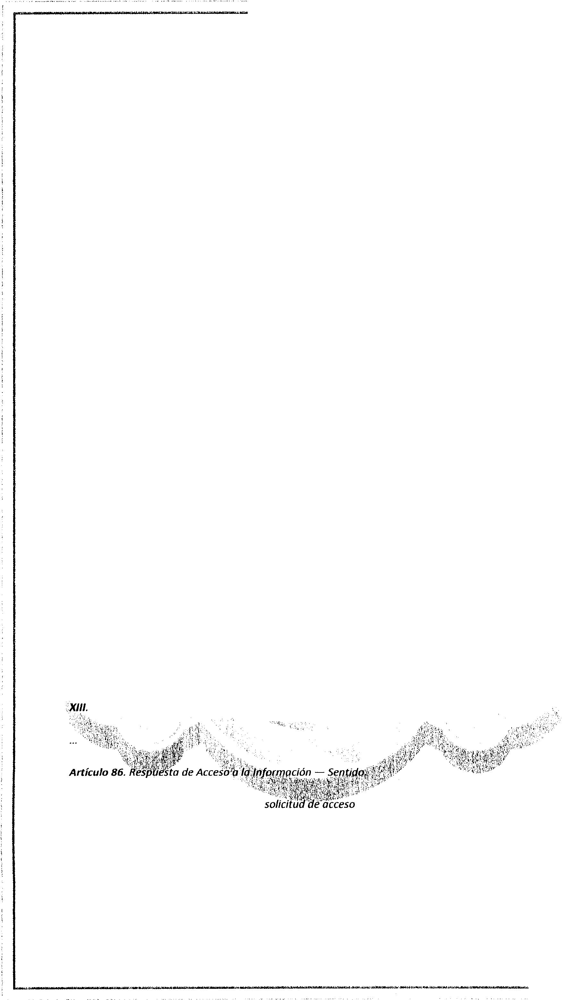 XIII.
...
Artículo 86. Respuesta de Acceso a la Información — Sentido.
solicitud de acceso